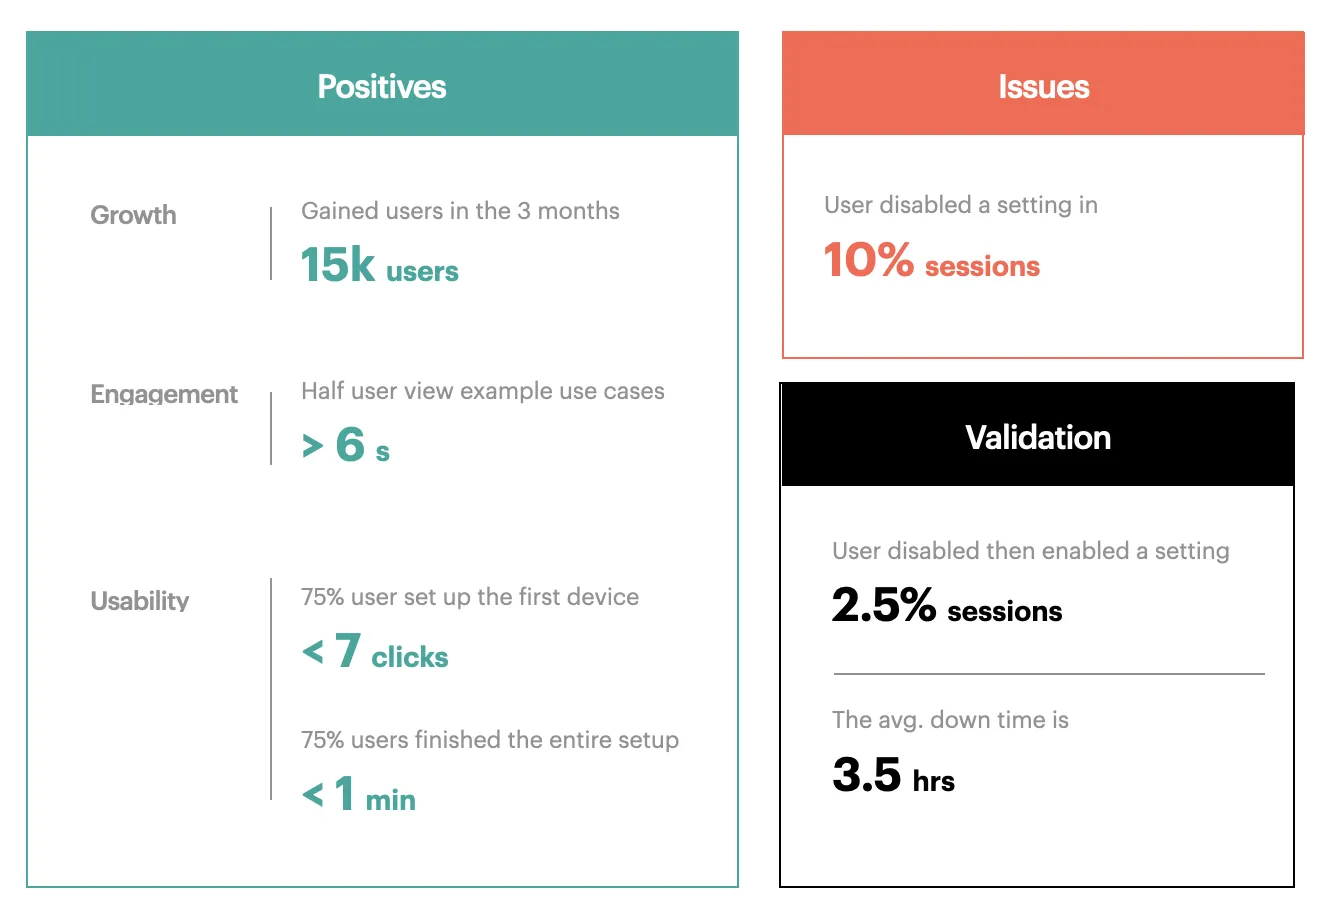 Positives
Growth
Gained users in the 3 months
15k users
Engagement
Half user view example use cases
> 6 s
Usability
75% user set up the first device
< 7 clicks
75% users finished the entire setup
< 1 min
Issues
User disabled a setting in
10% sessions
Validation
User disabled then enabled a setting
2.5% sessions
The avg. down time is
3.5 hrs